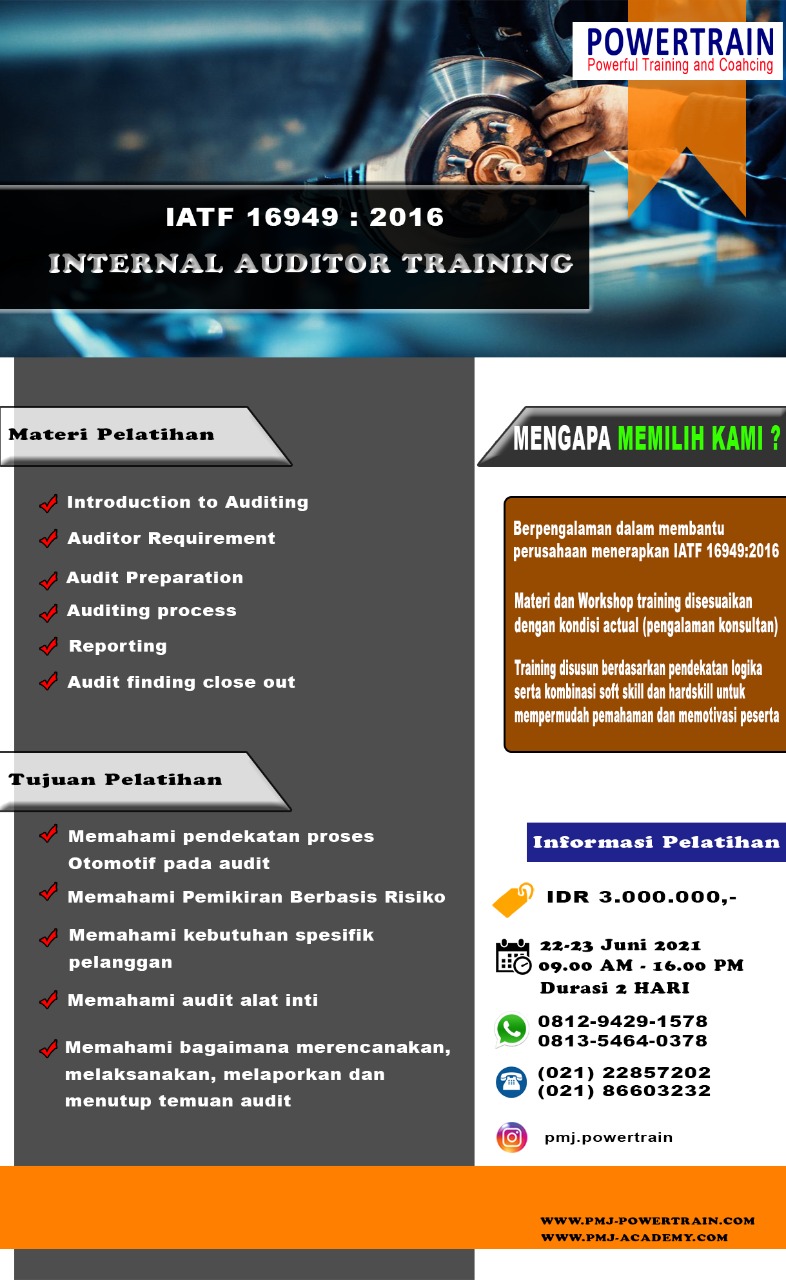 POWERTRAIN
Powerful Training and Coahcing
IATF 16949 : 2016
INTERNAL AUDITOR TRAINING
Materi Pelatihan
Introduction to Auditing
Auditor Requirement
Audit Preparation
Auditing process
Reporting
Audit finding close out
Tujuan Pelatihan
Memahami pendekatan proses
Otomotif pada audit
Memahami Pemikiran Berbasis Risiko
Memahami kebutuhan spesifik
pelanggan
Memahami audit alat inti
Memahami bagaimana merencanakan,
melaksanakan, melaporkan dan
menutup temuan audit
MENGAPA MEMILIH KAMI ?
Berpengalaman dalam membantu
perusahaan menerapkan IATF 16949:2016
Materi dan Workshop training disesuaikan
dengan kondisi actual (pengalaman konsultan)
Training disusun berdasarkan pendekatan logika
serta kombinasi soft skill dan hardskill untuk
mempermudah pemahaman dan memotivasi peserta
Informasi Pelatihan
IDR 3.000.000,-
22-23 Juni 2021
09.00 AM - 16.00 PM
Durasi 2 HARI
0812-9429-1578
0813-5464-0378
(021) 22857202
(021) 86603232
pmj.powertrain
WWW.PMJ-POWERTRAIN.COM
WWW.PMJ-ACADEMY.COM